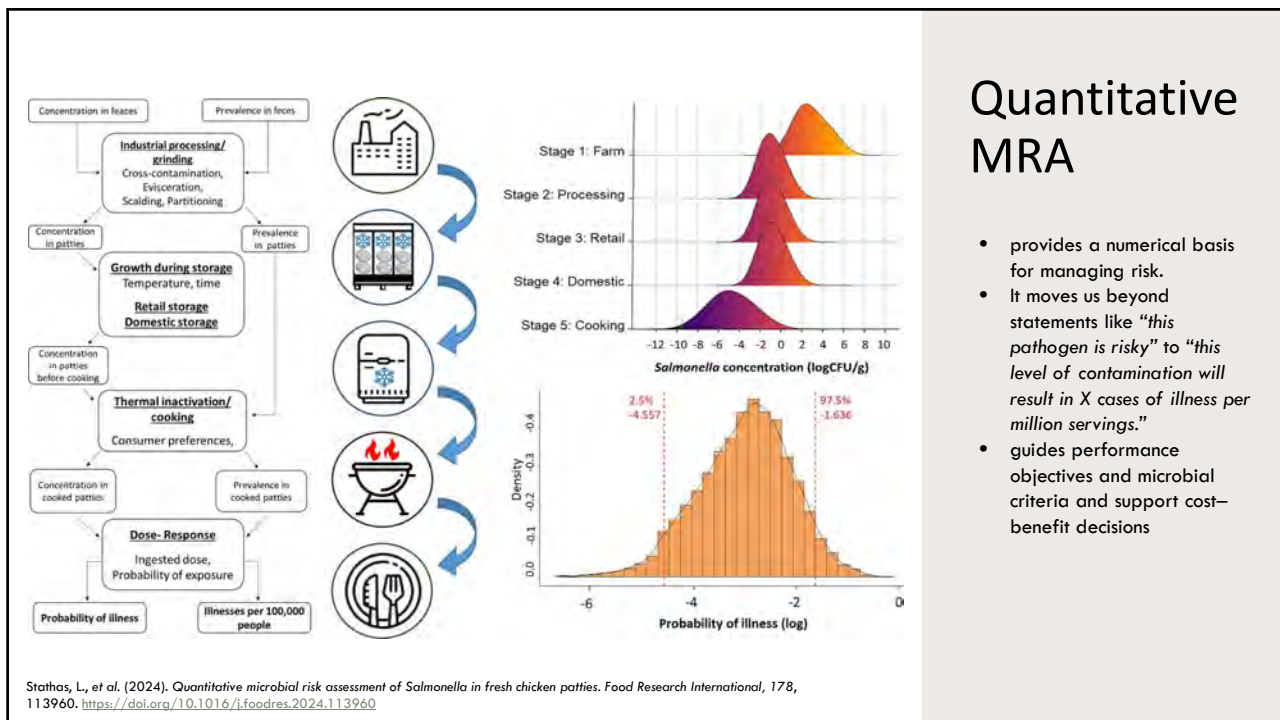 Concentration in feaces
Prevalence in feces
Industrial processing/
grinding
Cross-contamination,
Evisceration,
Scalding, Partitioning
Concentration
in patties
Prevalence
in patties
Growth during storage
Temperature, time
Retail storage
Domestic storage
Concentration
in patties
before cooking
Thermal inactivation/
cooking
Consumer preferences,
Concentration in
cooked patties
Prevalence in
cooked patties
Dose- Response
Ingested dose,
Probability of exposure
Probability of illness
Illnesses per 100,000
people
Stage 1: Farm
Stage 2: Processing
Stage 3: Retail
Stage 4: Domestic
Stage 5: Cooking
-12 -10 -8 -6 -4 -2 0 2 4 6 8 10
Salmonella concentration (logCFU/g)
2.5%
-4.557
97.5%
-1.636
Density
-0.4
-0.3
-0.2
-0.1
0.0
-6 -4 -2 0
Probability of illness (log)
Quantitative
MRA
• provides a numerical basis
for managing risk.
• It moves us beyond
statements like “this
pathogen is risky” to “this
level of contamination will
result in X cases of illness per
million servings.”
• guides performance
objectives and microbial
criteria and support cost–
benefit decisions
Stathas, L., et al. (2024). Quantitative microbial risk assessment of Salmonella in fresh chicken patties. Food Research International, 178,
113960. https://doi.org/10.1016/j.foodres.2024.113960